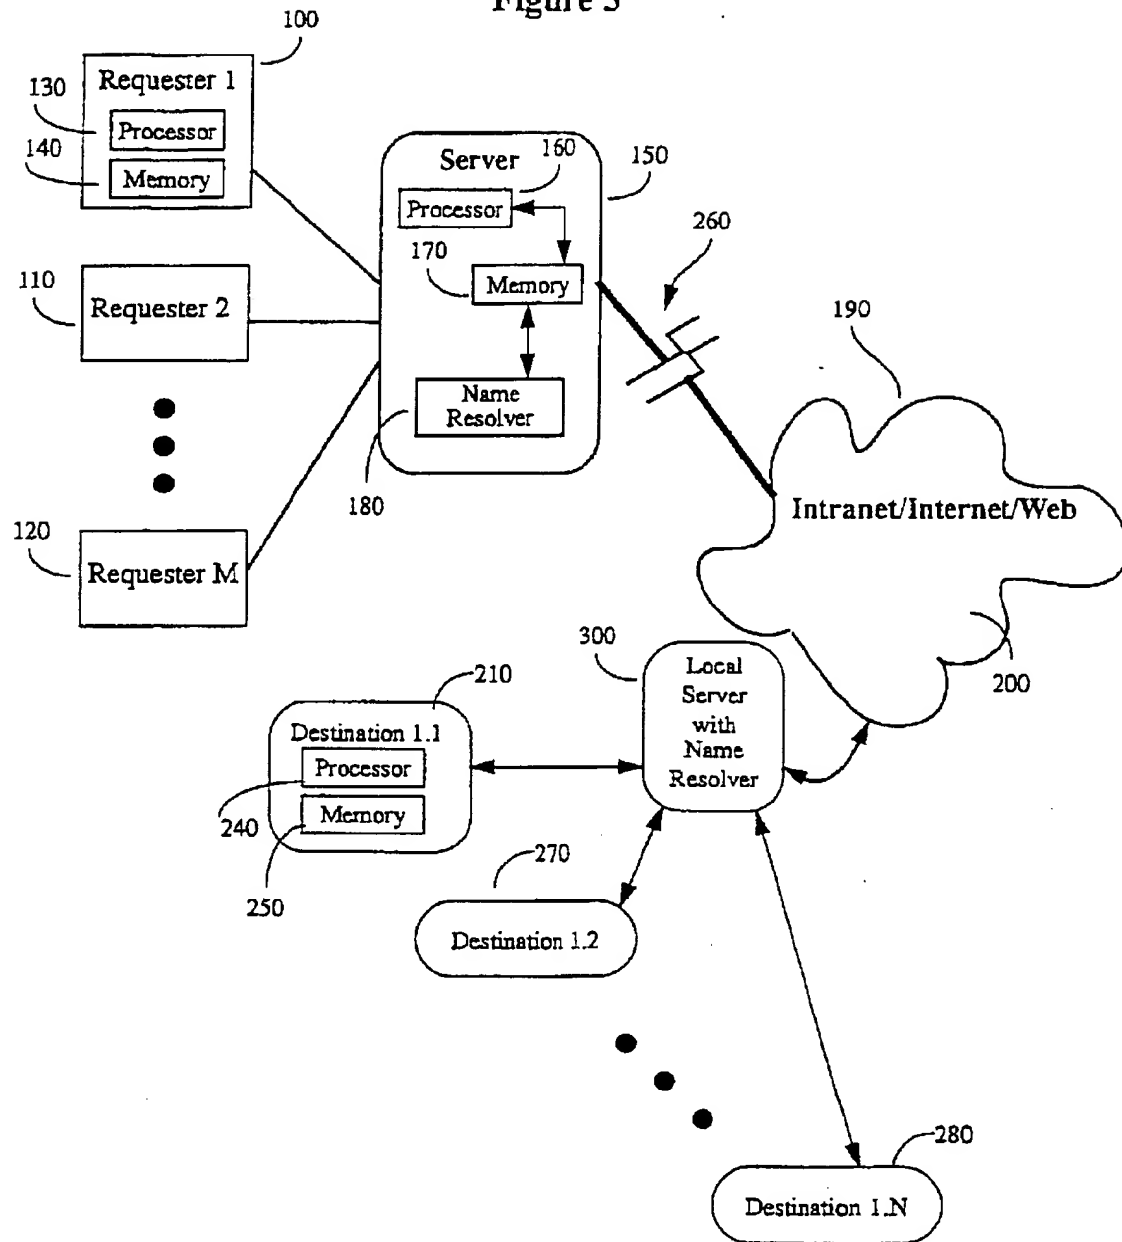 Figure 3
100
Requester 1
130
Processor
140
Memory
Server
160
150
Processor
170
Memory
260
110
Requester 2
190
Name
Resolver
180
Intranet/Internet/Web
120
Requester M
300
Local
Server
with
Name
Resolver
200
210
Destination 1.1
Processor
240
Memory
250
270
Destination 1.2
280
Destination 1.N